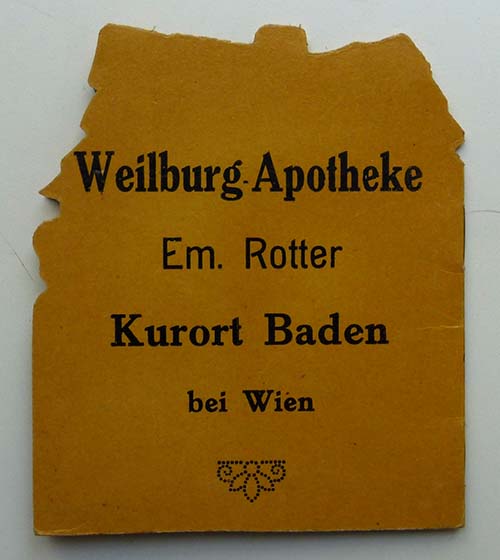 Weilburg-Apotheke
Em. Rotter
Kurort Baden
bei Wien